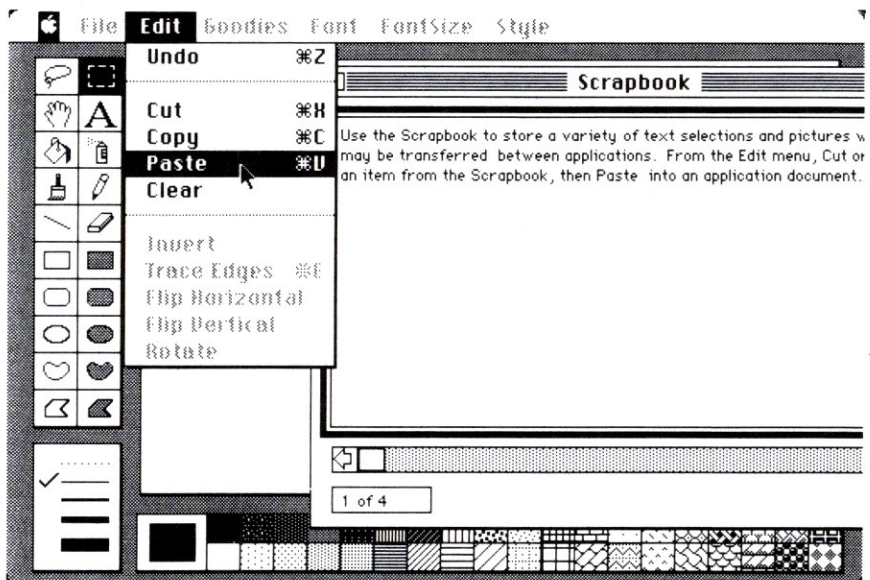 File Edit Goodies Font FontSize Style
Undo ⌘Z
Cut ⌘X
Copy ⌘C
Paste ⌘V
Clear
Invert
Trace Edges ⌘E
Flip Horizontal
Flip Vertical
Rotate
A
Scrapbook
Use the Scrapbook to store a variety of text selections and pictures
may be transferred between applications. From the Edit menu, Cut or
an item from the Scrapbook, then Paste into an application document.
1 of 4